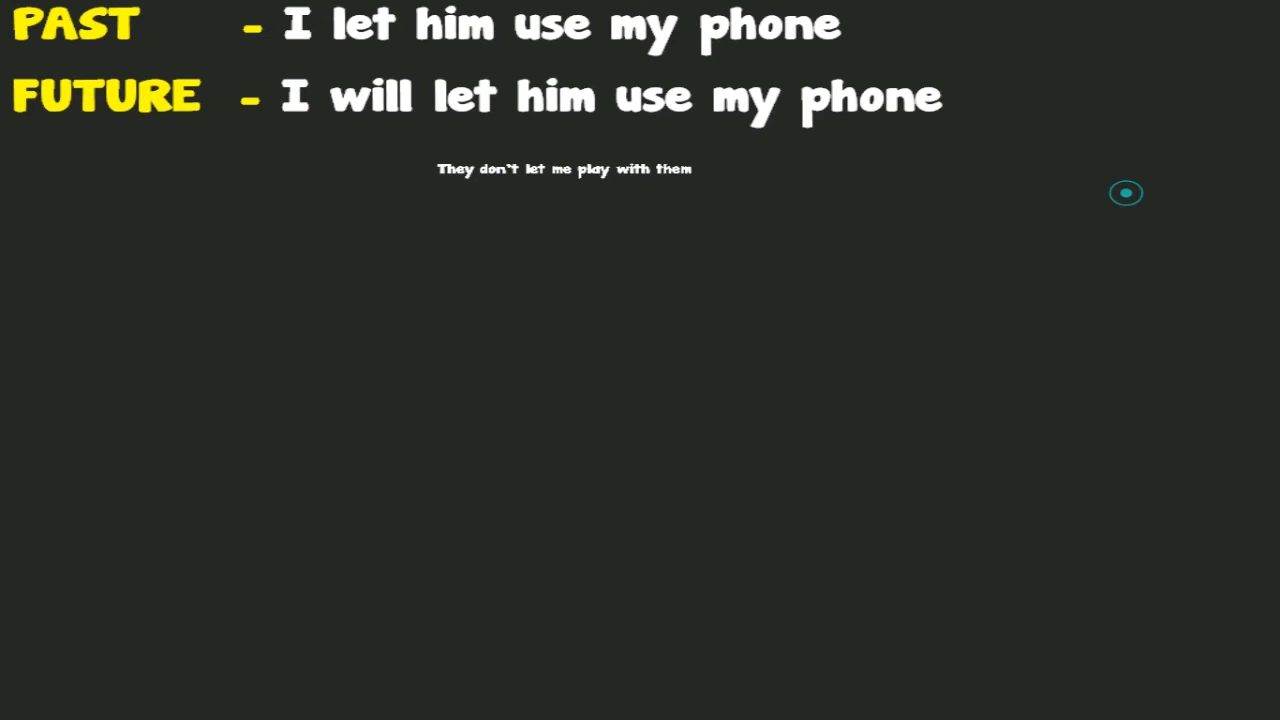 PAST - I let him use my phone
FUTURE - I will let him use my phone
They don't let me play with them